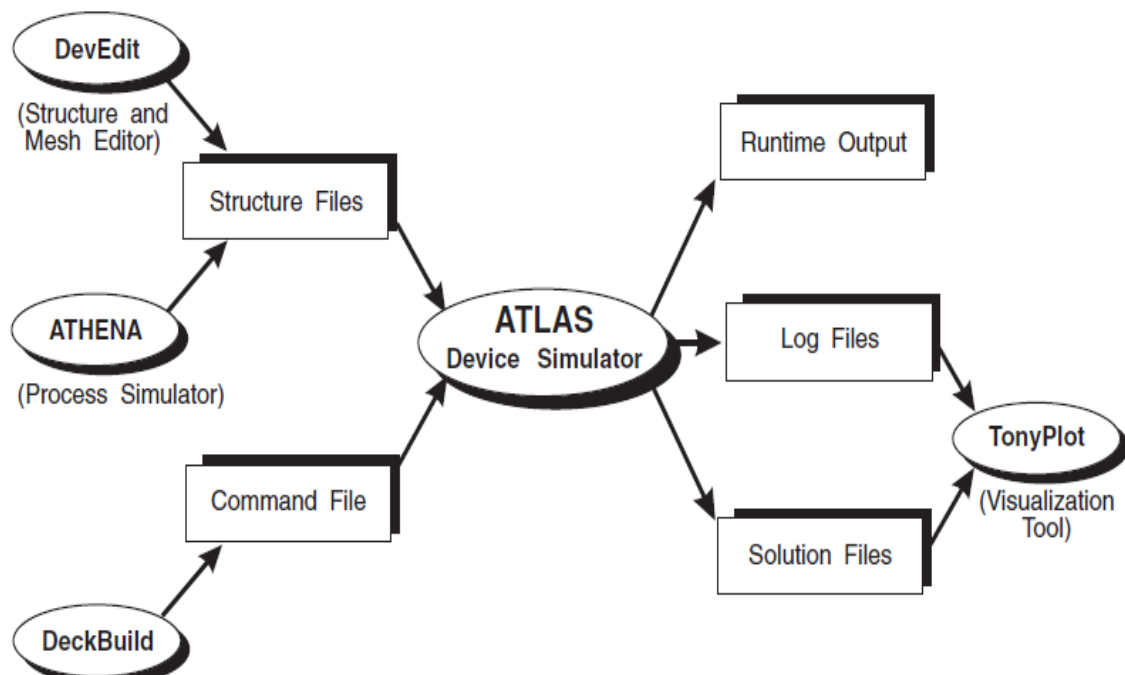 DevEdit
(Structure and
Mesh Editor)
Structure Files
ATHENA
(Process Simulator)
Command File
DeckBuild
ATLAS
Device Simulator
Runtime Output
Log Files
Solution Files
TonyPlot
(Visualization
Tool)